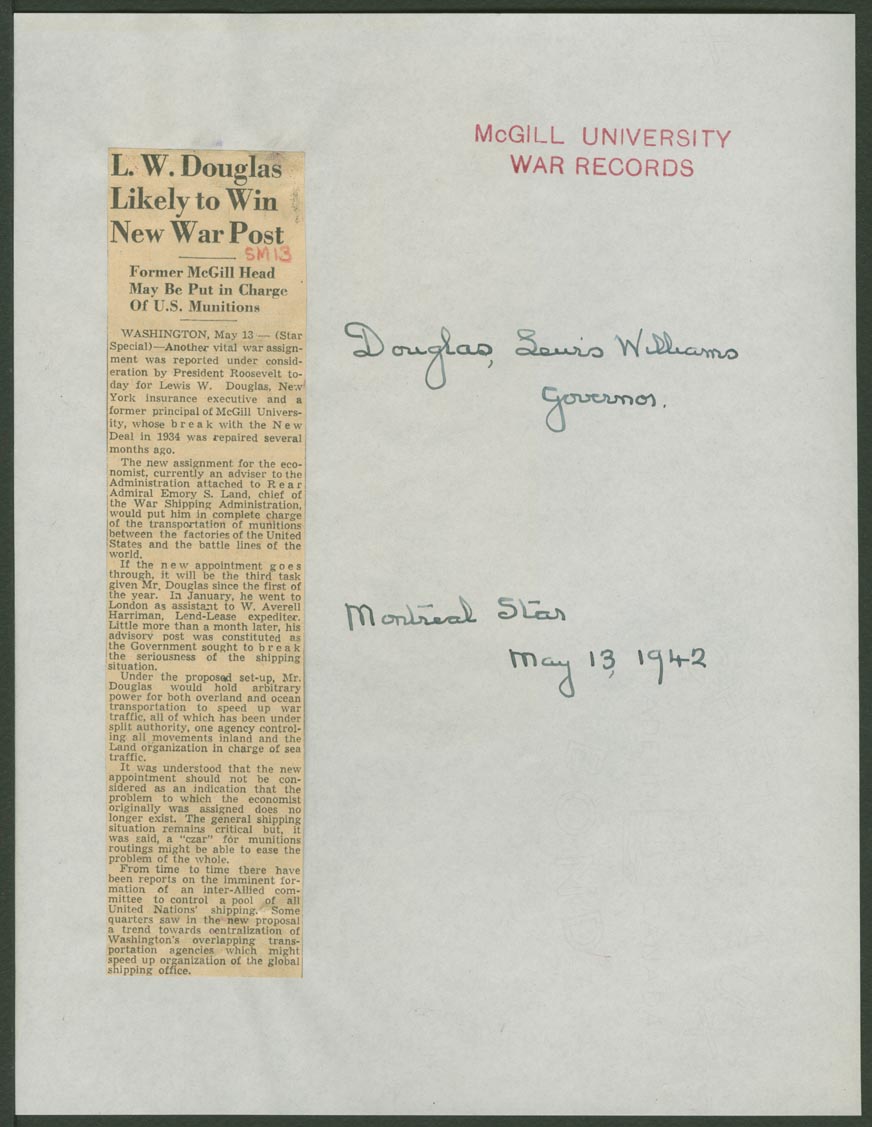 McGILL UNIVERSITY
WAR RECORDS
L. W. Douglas
Likely to Win
New War Post
SM13
Former McGill Head
May Be Put in Charge
Of U.S. Munitions
WASHINGTON, May 13 — (Star
Special)—Another vital war assign-
ment was reported under consid-
eration by President Roosevelt to-
day for Lewis W. Douglas, New
York insurance executive and a
former principal of McGill Univers-
ity, whose break with the New
Deal in 1934 was repaired several
months ago.
The new assignment for the eco-
nomist, currently an adviser to the
Administration attached to Rear
Admiral Emory S. Land, chief of
the War Shipping Administration,
would put him in complete charge
of the transportation of munitions
between the factories of the United
States and the battle lines of the
world.
If the new appointment goes
through, it will be the third task
given Mr. Douglas since the first of
the year. In January, he went to
London as assistant to W. Averell
Harriman, Lend-Lease expediter.
Little more than a month later, his
advisory post was constituted as
the Government sought to break
the seriousness of the shipping
situation.
Under the proposed set-up, Mr.
Douglas would hold arbitrary
power for both overland and ocean
transportation to speed up war
traffic, all of which has been under
split authority, one agency control-
ing all movements inland and the
Land organization in charge of sea
traffic.
It was understood that the new
appointment should not be con-
sidered as an indication that the
problem to which the economist
originally was assigned does no
longer exist. The general shipping
situation remains critical but, it
was said, a "czar" for munitions
routings might be able to ease the
problem of the whole.
From time to time there have
been reports on the imminent for-
mation of an inter-Allied com-
mittee to control a pool of all
United Nations' shipping. Some
quarters saw in the new proposal
a trend towards centralization of
Washington's overlapping trans-
portation agencies which might
speed up organization of the global
shipping office.
Douglas, Lewis Williams
Governor.
Montreal Star
May 13, 1942